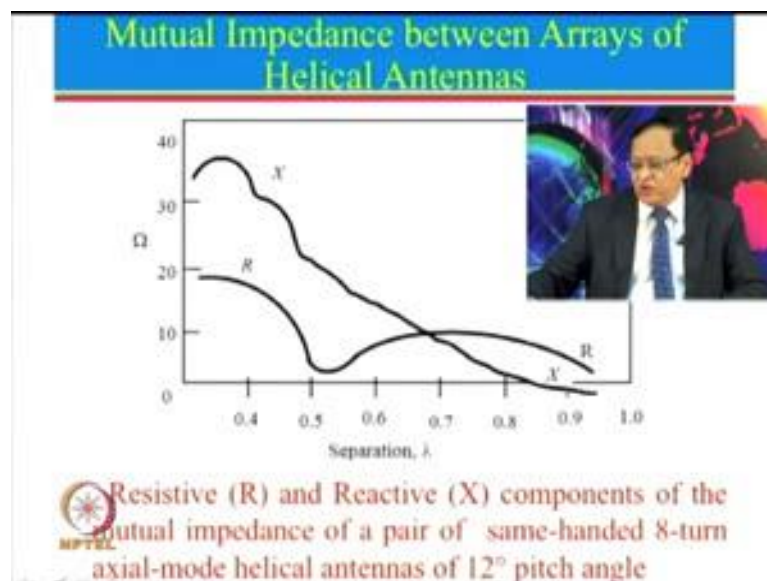 Mutual Impedance between Arrays of
Helical Antennas
40
X
30
Ω
R
20
10
R
X
0
0.4 0.5 0.6 0.7 0.8 0.9 1.0
Separation, λ
Resistive (R) and Reactive (X) components of the
mutual impedance of a pair of same-handed 8-turn
NPTEL
axial-mode helical antennas of 12° pitch angle